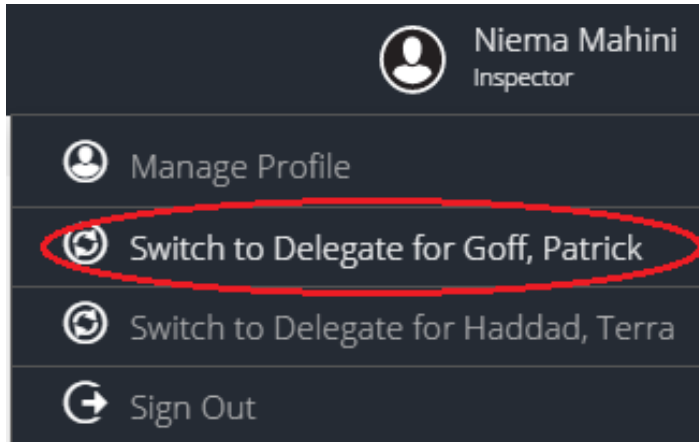 Niema Mahini
Inspector
Manage Profile
Switch to Delegate for Goff, Patrick
Switch to Delegate for Haddad, Terra
Sign Out